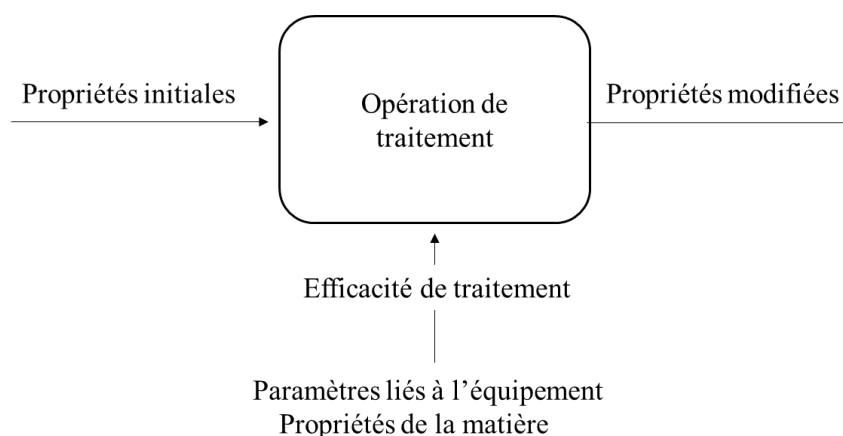 Propriétés initiales
Opération de
traitement
Propriétés modifiées
Efficacité de traitement
Paramètres liés à l’équipement
Propriétés de la matière